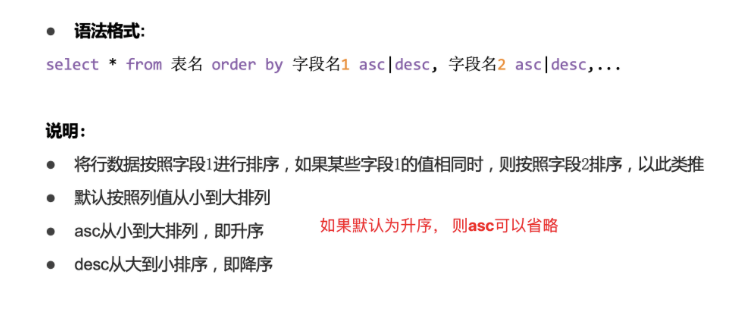 ● 语法格式：
select * from 表名 order by 字段名1 asc|desc, 字段名2 asc|desc,...
说明：
● 将行数据按照字段1进行排序，如果某些字段1的值相同时，则按照字段2排序，以此类推
● 默认按照列值从小到大排列
● asc从小到大排列，即升序 如果默认为升序， 则asc可以省略
● desc从大到小排序，即降序